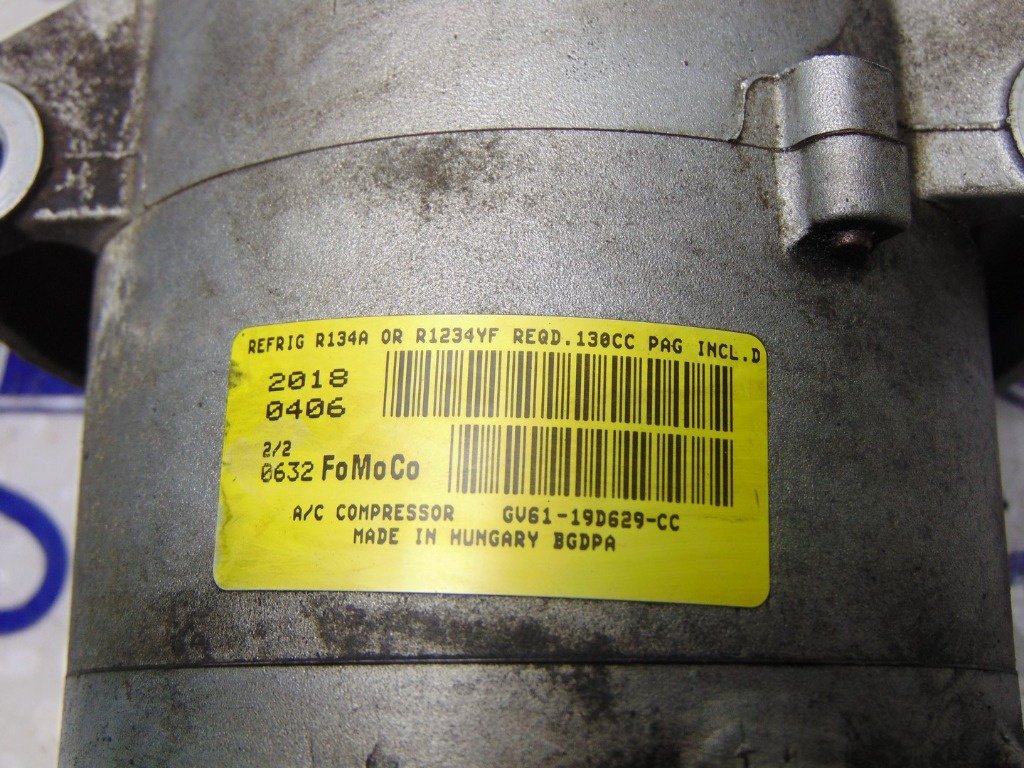 REFRIG R134A OR R1234YF REQD.130CC PAG INCL.D
2018
0406
2/2
0632 FoMoCo
A/C COMPRESSOR GV61-19D629-CC
MADE IN HUNGARY BGDPA